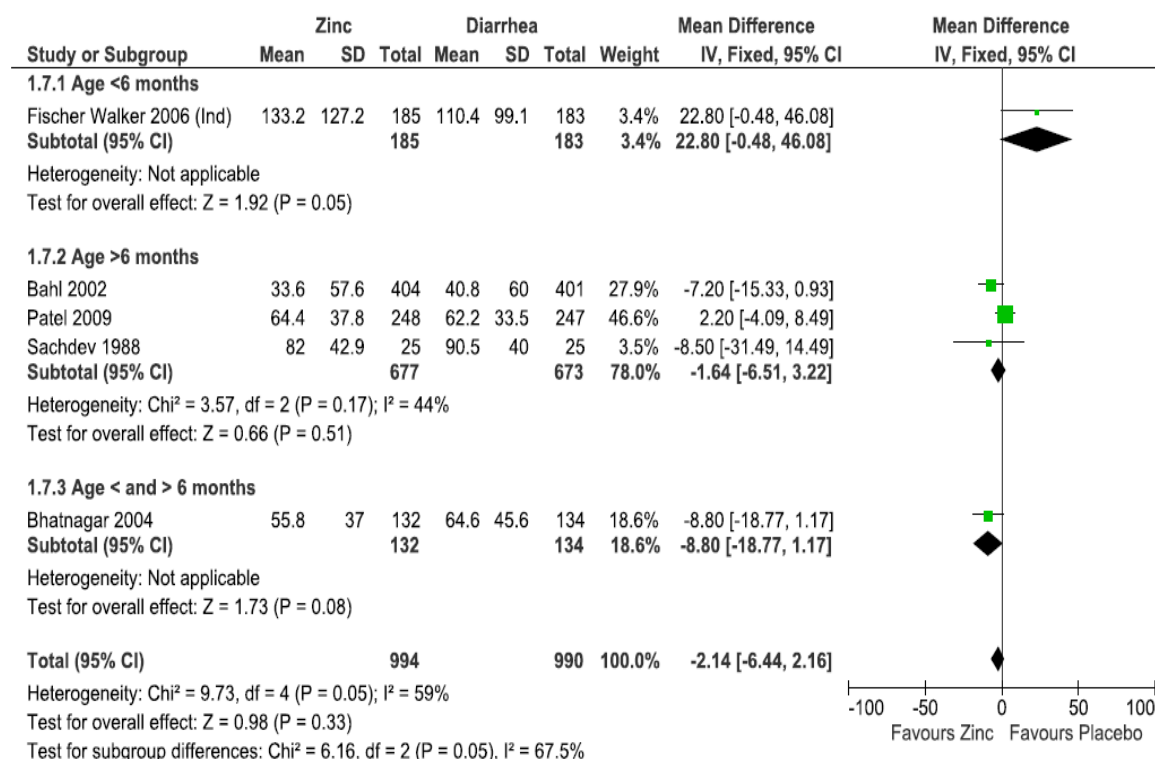 Zinc Diarrhea Mean Difference Mean Difference
Study or Subgroup Mean SD Total Mean SD Total Weight IV, Fixed, 95% CI IV, Fixed, 95% CI
1.7.1 Age <6 months
Fischer Walker 2006 (Ind) 133.2 127.2 185 110.4 99.1 183 3.4% 22.80 [-0.48, 46.08]
Subtotal (95% CI) 185 183 3.4% 22.80 [-0.48, 46.08]
Heterogeneity: Not applicable
Test for overall effect: Z = 1.92 (P = 0.05)
1.7.2 Age >6 months
Bahl 2002 33.6 57.6 404 40.8 60 401 27.9% -7.20 [-15.33, 0.93]
Patel 2009 64.4 37.8 248 62.2 33.5 247 46.6% 2.20 [-4.09, 8.49]
Sachdev 1988 82 42.9 25 90.5 40 25 3.5% -8.50 [-31.49, 14.49]
Subtotal (95% CI) 677 673 78.0% -1.64 [-6.51, 3.22]
Heterogeneity: Chi² = 3.57, df = 2 (P = 0.17); I² = 44%
Test for overall effect: Z = 0.66 (P = 0.51)
1.7.3 Age < and > 6 months
Bhatnagar 2004 55.8 37 132 64.6 45.6 134 18.6% -8.80 [-18.77, 1.17]
Subtotal (95% CI) 132 134 18.6% -8.80 [-18.77, 1.17]
Heterogeneity: Not applicable
Test for overall effect: Z = 1.73 (P = 0.08)
Total (95% CI) 994 990 100.0% -2.14 [-6.44, 2.16]
Heterogeneity: Chi² = 9.73, df = 4 (P = 0.05); I² = 59%
Test for overall effect: Z = 0.98 (P = 0.33)
Test for subgroup differences: Chi² = 6.16, df = 2 (P = 0.05), I² = 67.5%
-100 -50 0 50 100
Favours Zinc Favours Placebo